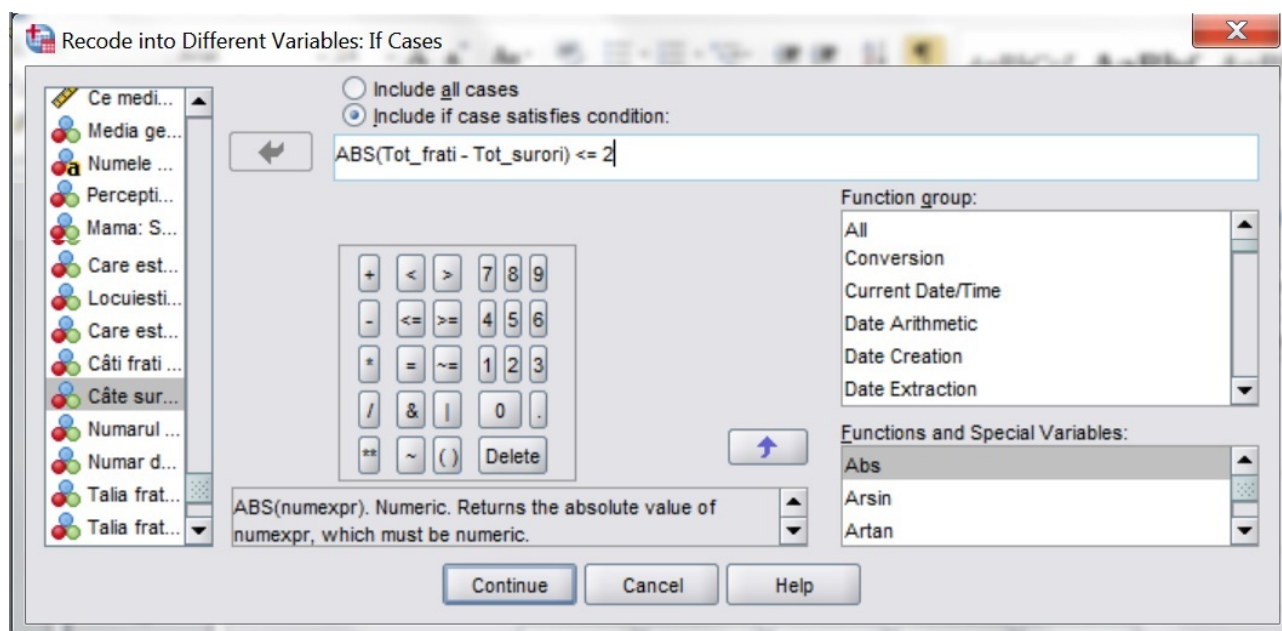 Recode into Different Variables: If Cases
X
Ce medi...
Media ge...
Numele ...
Percepti...
Mama: S...
Care est...
Locuiesti...
Care est...
Câti frati ...
Câte sur...
Numarul ...
Numar d...
Talia frat...
Talia frat...
Include all cases
Include if case satisfies condition:
ABS(Tot_frati - Tot_surori) <= 2
+ < > 7 8 9
- <= >= 4 5 6
* = ~= 1 2 3
/ & | 0 .
** ~ ( ) Delete
ABS(numexpr). Numeric. Returns the absolute value of
numexpr, which must be numeric.
Function group:
All
Conversion
Current Date/Time
Date Arithmetic
Date Creation
Date Extraction
Functions and Special Variables:
Abs
Arsin
Artan
Continue Cancel Help